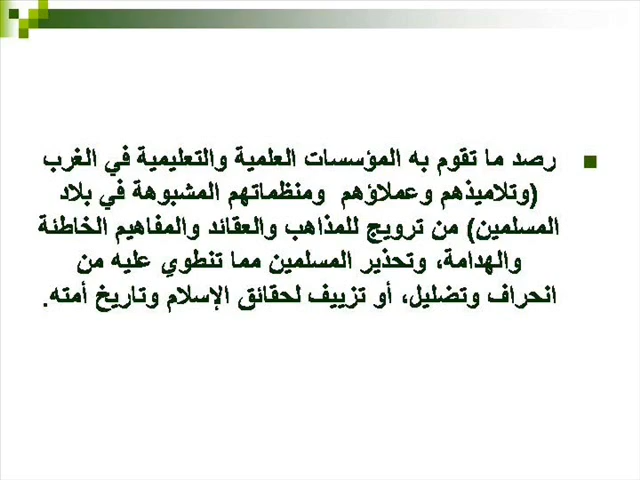 رصد ما تقوم به المؤسسات العلمية والتعليمية في الغرب
(وتلاميذهم وعملاؤهم ومنظماتهم المشبوهة في بلاد
المسلمين) من ترويج للمذاهب والعقائد والمفاهيم الخاطئة
والهدامة، وتحذير المسلمين مما تنطوي عليه من
انحراف وتضليل، أو تزييف لحقائق الإسلام وتاريخ أمته.